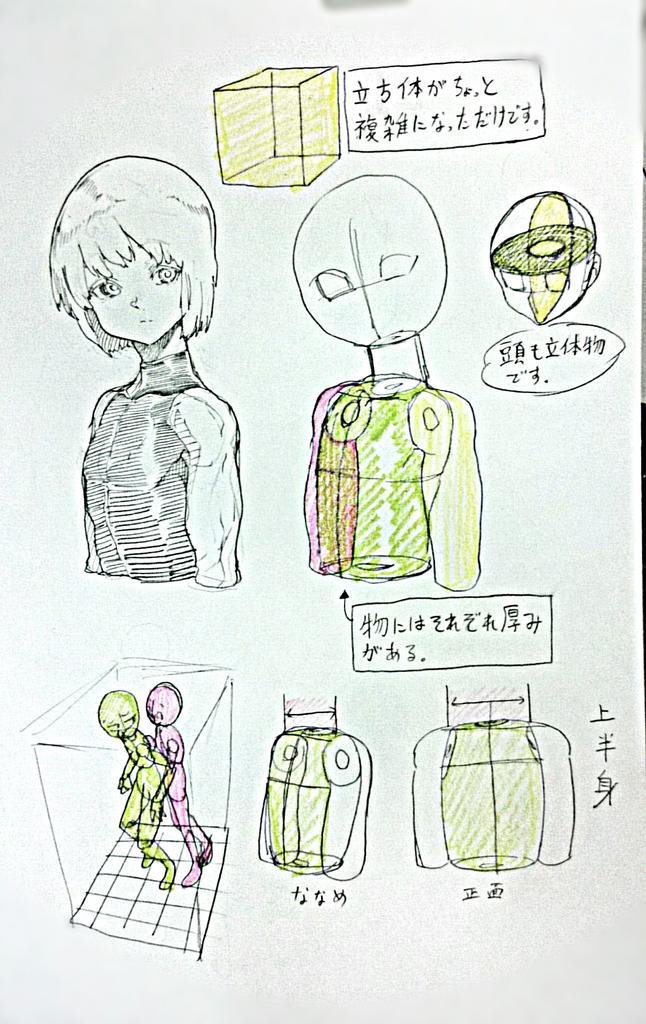 立ち体がちょっと
複雑になっただけです。
頭も立体物
です。
物にはそれぞれ厚み
がある。
上半身
ななめ
正面